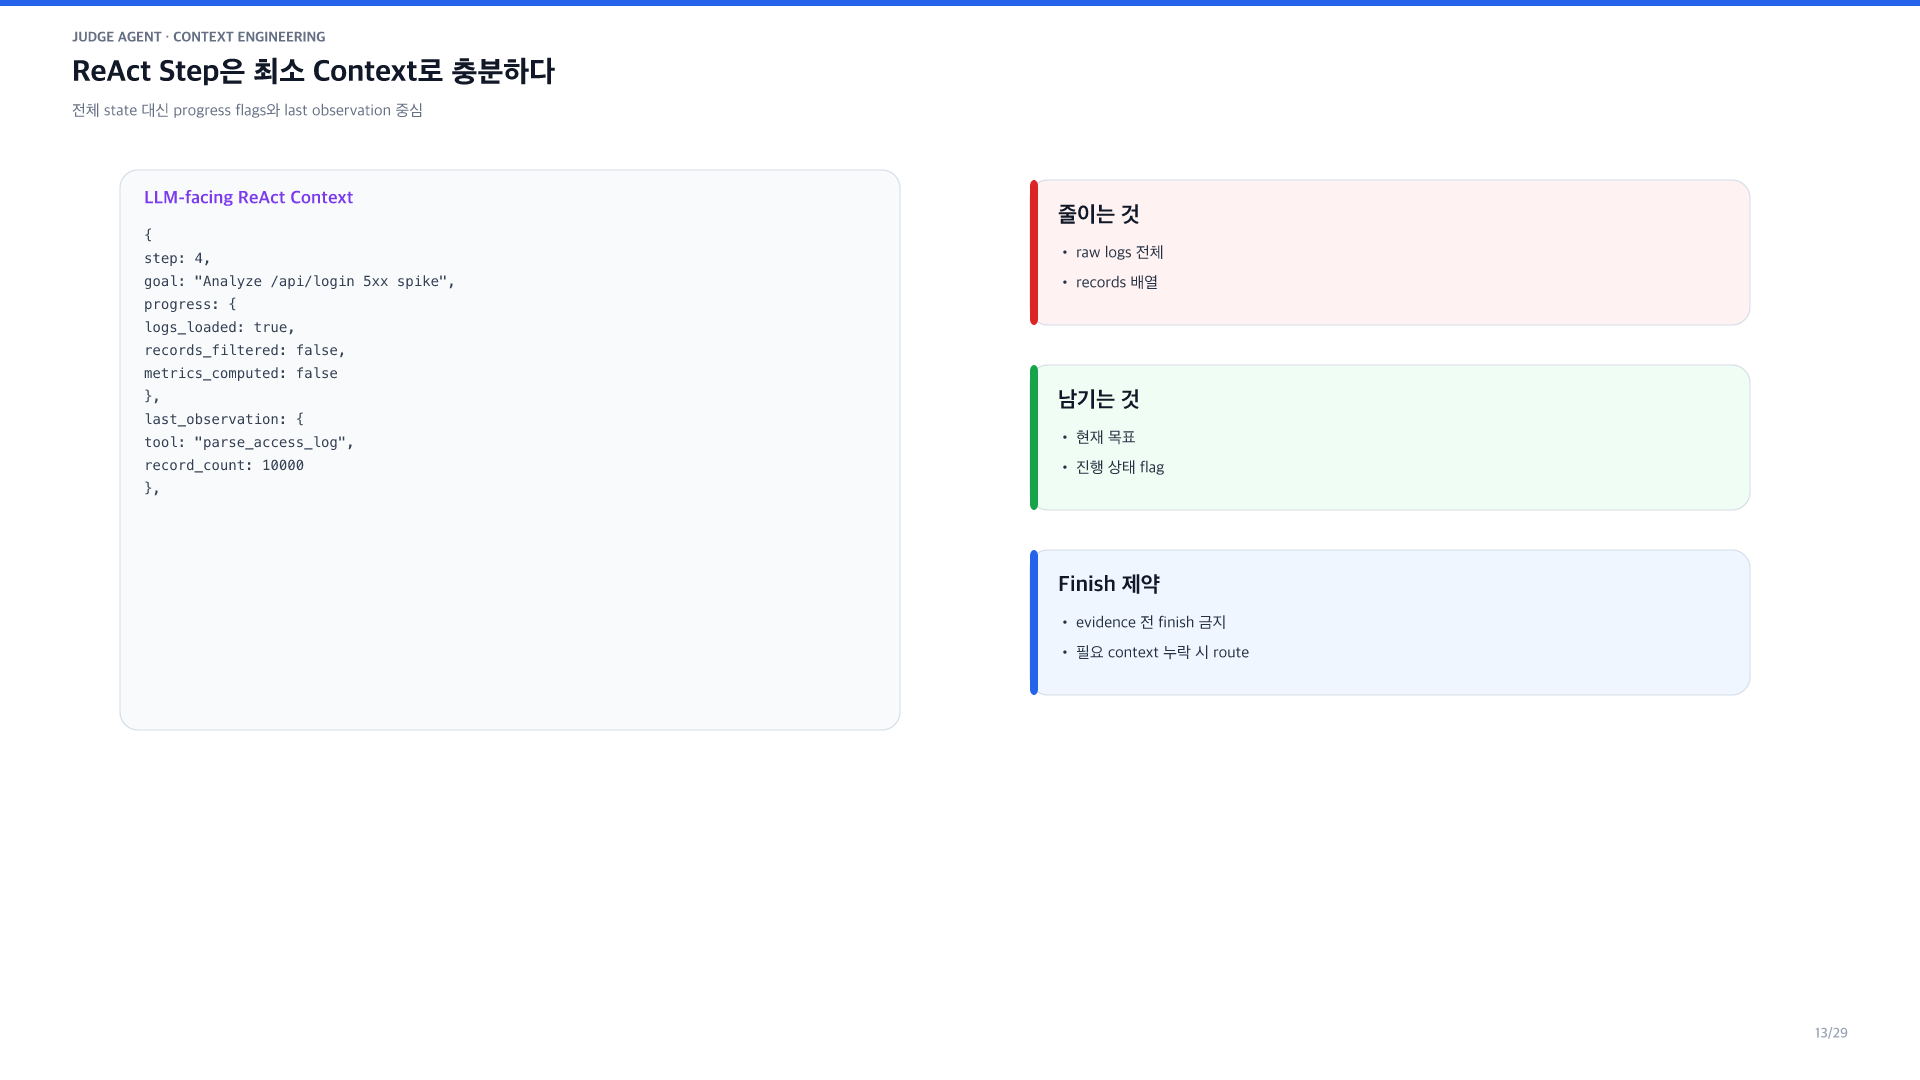 JUDGE AGENT · CONTEXT ENGINEERING
ReAct Step은 최소 Context로 충분하다
전체 state 대신 progress flags와 last observation 중심
LLM-facing ReAct Context
{
step: 4,
goal: "Analyze /api/login 5xx spike",
progress: {
logs_loaded: true,
records_filtered: false,
metrics_computed: false
},
last_observation: {
tool: "parse_access_log",
record_count: 10000
},
줄이는 것
• raw logs 전체
• records 배열
남기는 것
• 현재 목표
• 진행 상태 flag
Finish 제약
• evidence 전 finish 금지
• 필요 context 누락 시 route
13/29